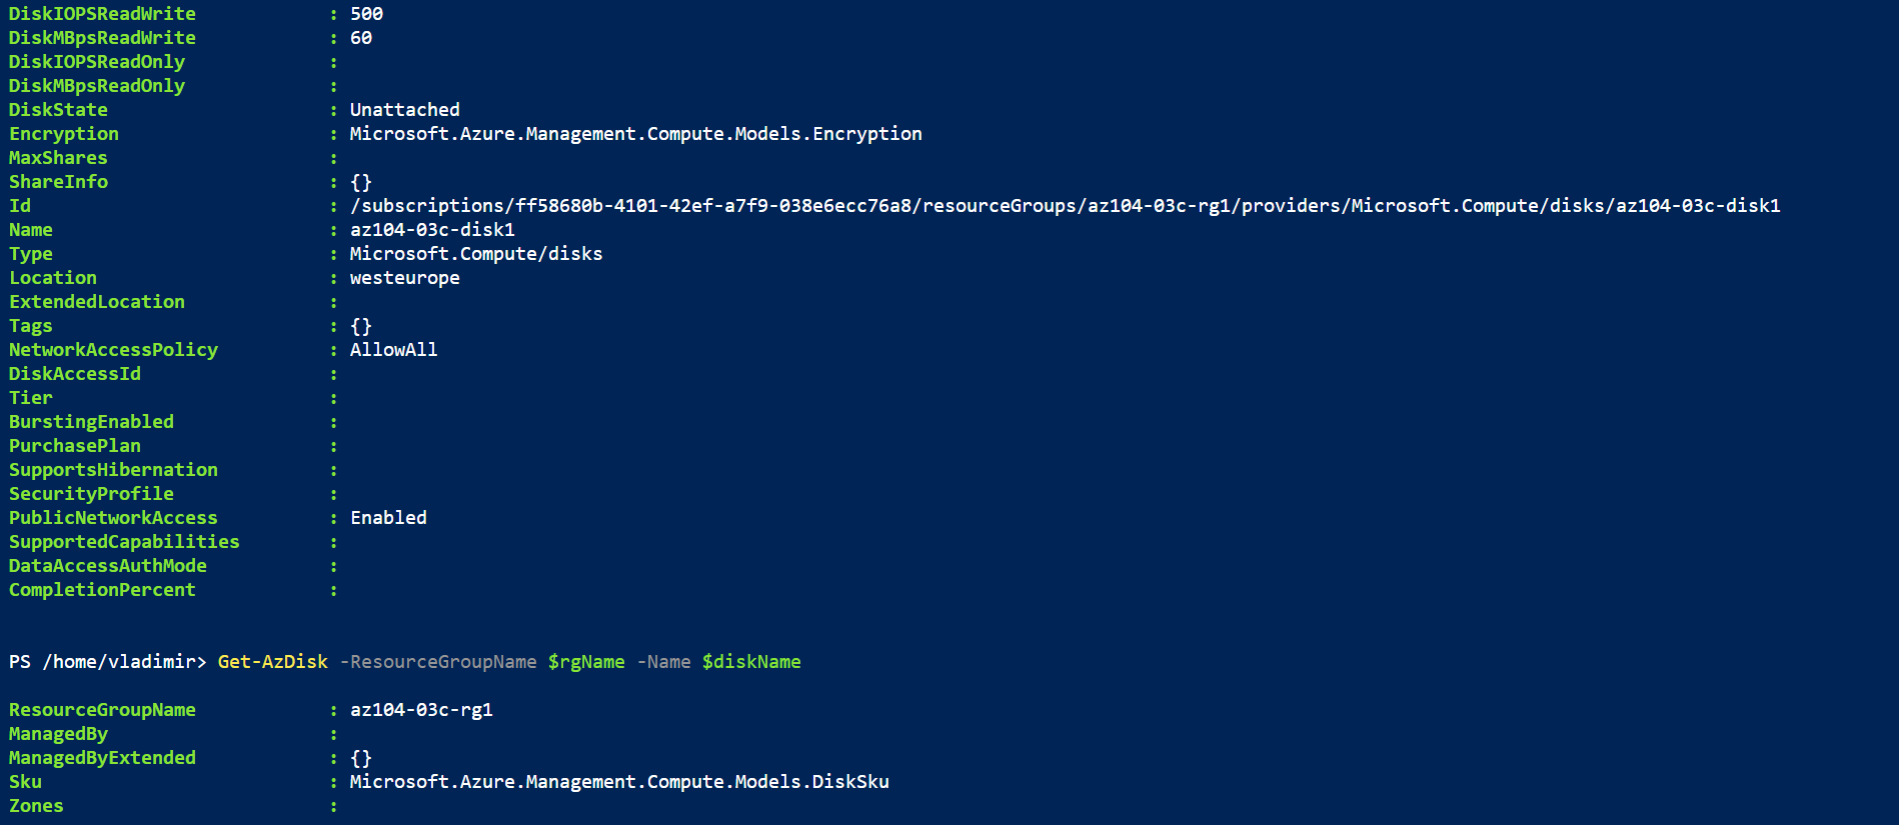 DiskIOPSReadWrite : 500
DiskMBpsReadWrite : 60
DiskIOPSReadOnly :
DiskMBpsReadOnly :
DiskState : Unattached
Encryption : Microsoft.Azure.Management.Compute.Models.Encryption
MaxShares :
ShareInfo : {}
Id : /subscriptions/ff58680b-4101-42ef-a7f9-038e6ecc76a8/resourceGroups/az104-03c-rg1/providers/Microsoft.Compute/disks/az104-03c-disk1
Name : az104-03c-disk1
Type : Microsoft.Compute/disks
Location : westeurope
ExtendedLocation :
Tags : {}
NetworkAccessPolicy : AllowAll
DiskAccessId :
Tier :
BurstingEnabled :
PurchasePlan :
SupportsHibernation :
SecurityProfile :
PublicNetworkAccess : Enabled
SupportedCapabilities :
DataAccessAuthMode :
CompletionPercent :
PS /home/vladimir> Get-AzDisk -ResourceGroupName $rgName -Name $diskName
ResourceGroupName : az104-03c-rg1
ManagedBy :
ManagedByExtended : {}
Sku : Microsoft.Azure.Management.Compute.Models.DiskSku
Zones :